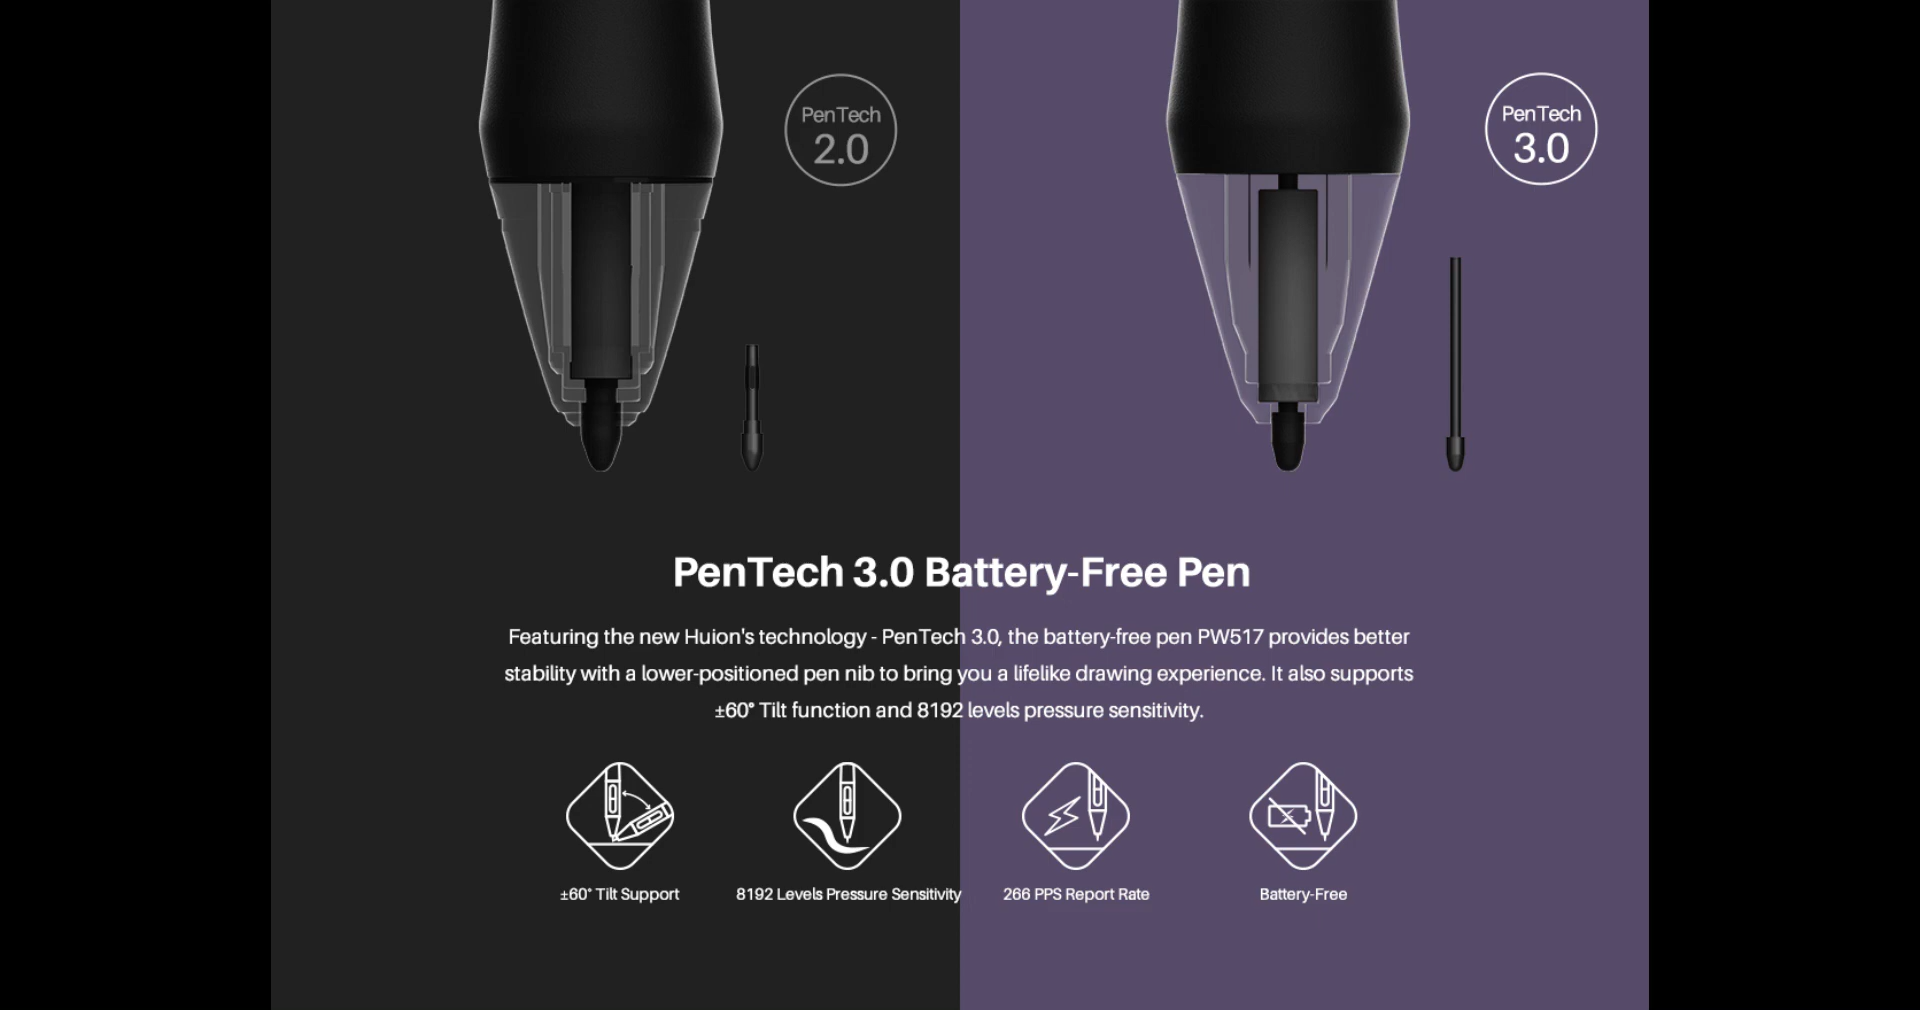 PenTech
2.0
PenTech
3.0
PenTech 3.0 Battery-Free Pen
Featuring the new Huion's technology - PenTech 3.0, the battery-free pen PW517 provides better
stability with a lower-positioned pen nib to bring you a lifelike drawing experience. It also supports
±60° Tilt function and 8192 levels pressure sensitivity.
±60° Tilt Support
8192 Levels Pressure Sensitivity
266 PPS Report Rate
Battery-Free